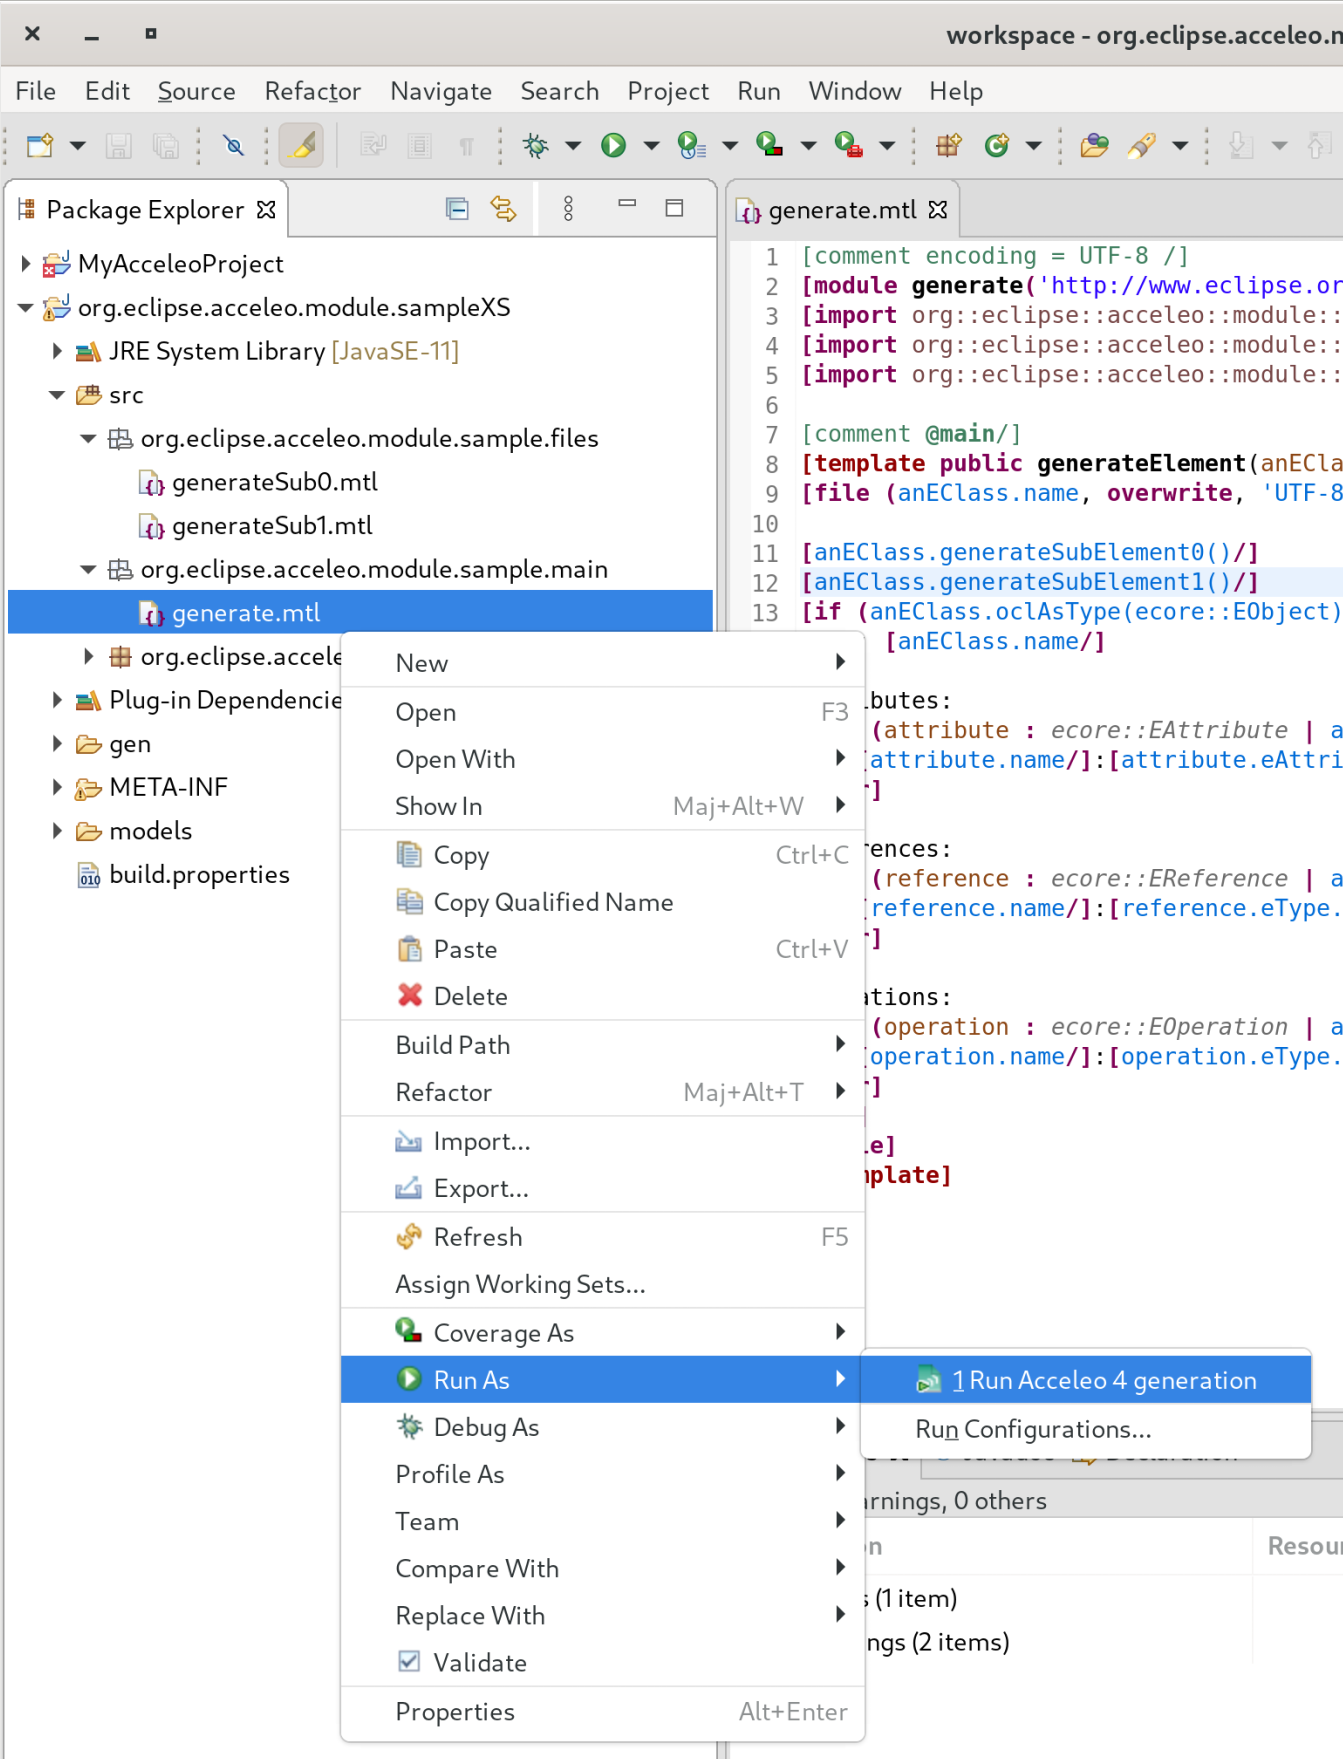 workspace - org.eclipse.acceleo.m
File Edit Source Refactor Navigate Search Project Run Window Help
Package Explorer
generate.mtl
MyAcceleoProject
org.eclipse.acceleo.module.sampleXS
JRE System Library [JavaSE-11]
src
org.eclipse.acceleo.module.sample.files
generateSub0.mtl
generateSub1.mtl
org.eclipse.acceleo.module.sample.main
generate.mtl
org.eclipse.accele
Plug-in Dependencie
gen
META-INF
models
build.properties
1 [comment encoding = UTF-8 /]
2 [module generate('http://www.eclipse.or
3 [import org::eclipse::acceleo::module::
4 [import org::eclipse::acceleo::module::
5 [import org::eclipse::acceleo::module::
6
7 [comment @main/]
8 [template public generateElement(anECla
9 [file (anEClass.name, overwrite, 'UTF-8
10
11 [anEClass.generateSubElement0()/]
12 [anEClass.generateSubElement1()/]
13 [if (anEClass.oclAsType(ecore::EObject)
[anEClass.name/]
butes:
(attribute : ecore::EAttribute | a
[attribute.name/]:[attribute.eAttri
r]
rences:
(reference : ecore::EReference | a
[reference.name/]:[reference.eType.
r]
ations:
(operation : ecore::EOperation | a
[operation.name/]:[operation.eType.
r]
]
le]
mplate]
New
Open F3
Open With
Show In Maj+Alt+W
Copy Ctrl+C
Copy Qualified Name
Paste Ctrl+V
Delete
Build Path
Refactor Maj+Alt+T
Import...
Export...
Refresh F5
Assign Working Sets...
Coverage As
Run As
Debug As
Profile As
Team
Compare With
Replace With
Validate
Properties Alt+Enter
1 Run Acceleo 4 generation
Run Configurations...
arnings, 0 others
on Resour
s (1 item)
ngs (2 items)